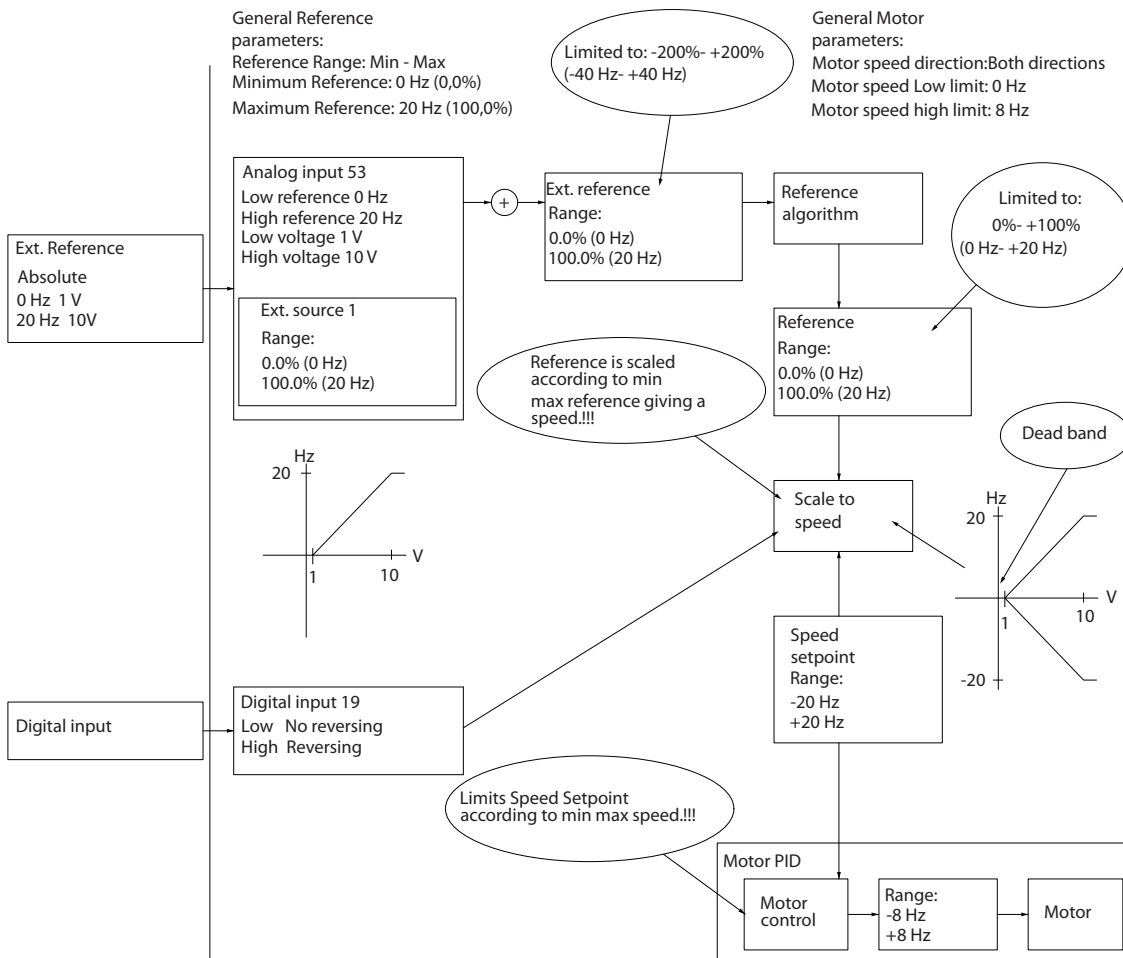 General Reference
parameters:
Reference Range: Min - Max
Minimum Reference: 0 Hz (0,0%)
Maximum Reference: 20 Hz (100,0%)
Limited to: -200%- +200%
(-40 Hz- +40 Hz)
General Motor
parameters:
Motor speed direction:Both directions
Motor speed Low limit: 0 Hz
Motor speed high limit: 8 Hz
Ext. Reference
Absolute
0 Hz 1 V
20 Hz 10V
Analog input 53
Low reference 0 Hz
High reference 20 Hz
Low voltage 1 V
High voltage 10 V
Ext. source 1
Range:
0.0% (0 Hz)
100.0% (20 Hz)
+
Ext. reference
Range:
0.0% (0 Hz)
100.0% (20 Hz)
Reference
algorithm
Limited to:
0%- +100%
(0 Hz- +20 Hz)
Reference
Range:
0.0% (0 Hz)
100.0% (20 Hz)
Reference is scaled
according to min
max reference giving a
speed.!!!
Dead band
Hz
20
V
1
10
Scale to
speed
Hz
20
V
1
10
-20
Speed
setpoint
Range:
-20 Hz
+20 Hz
Digital input
Digital input 19
Low No reversing
High Reversing
Limits Speed Setpoint
according to min max speed.!!!
Motor PID
Motor
control
Range:
-8 Hz
+8 Hz
Motor